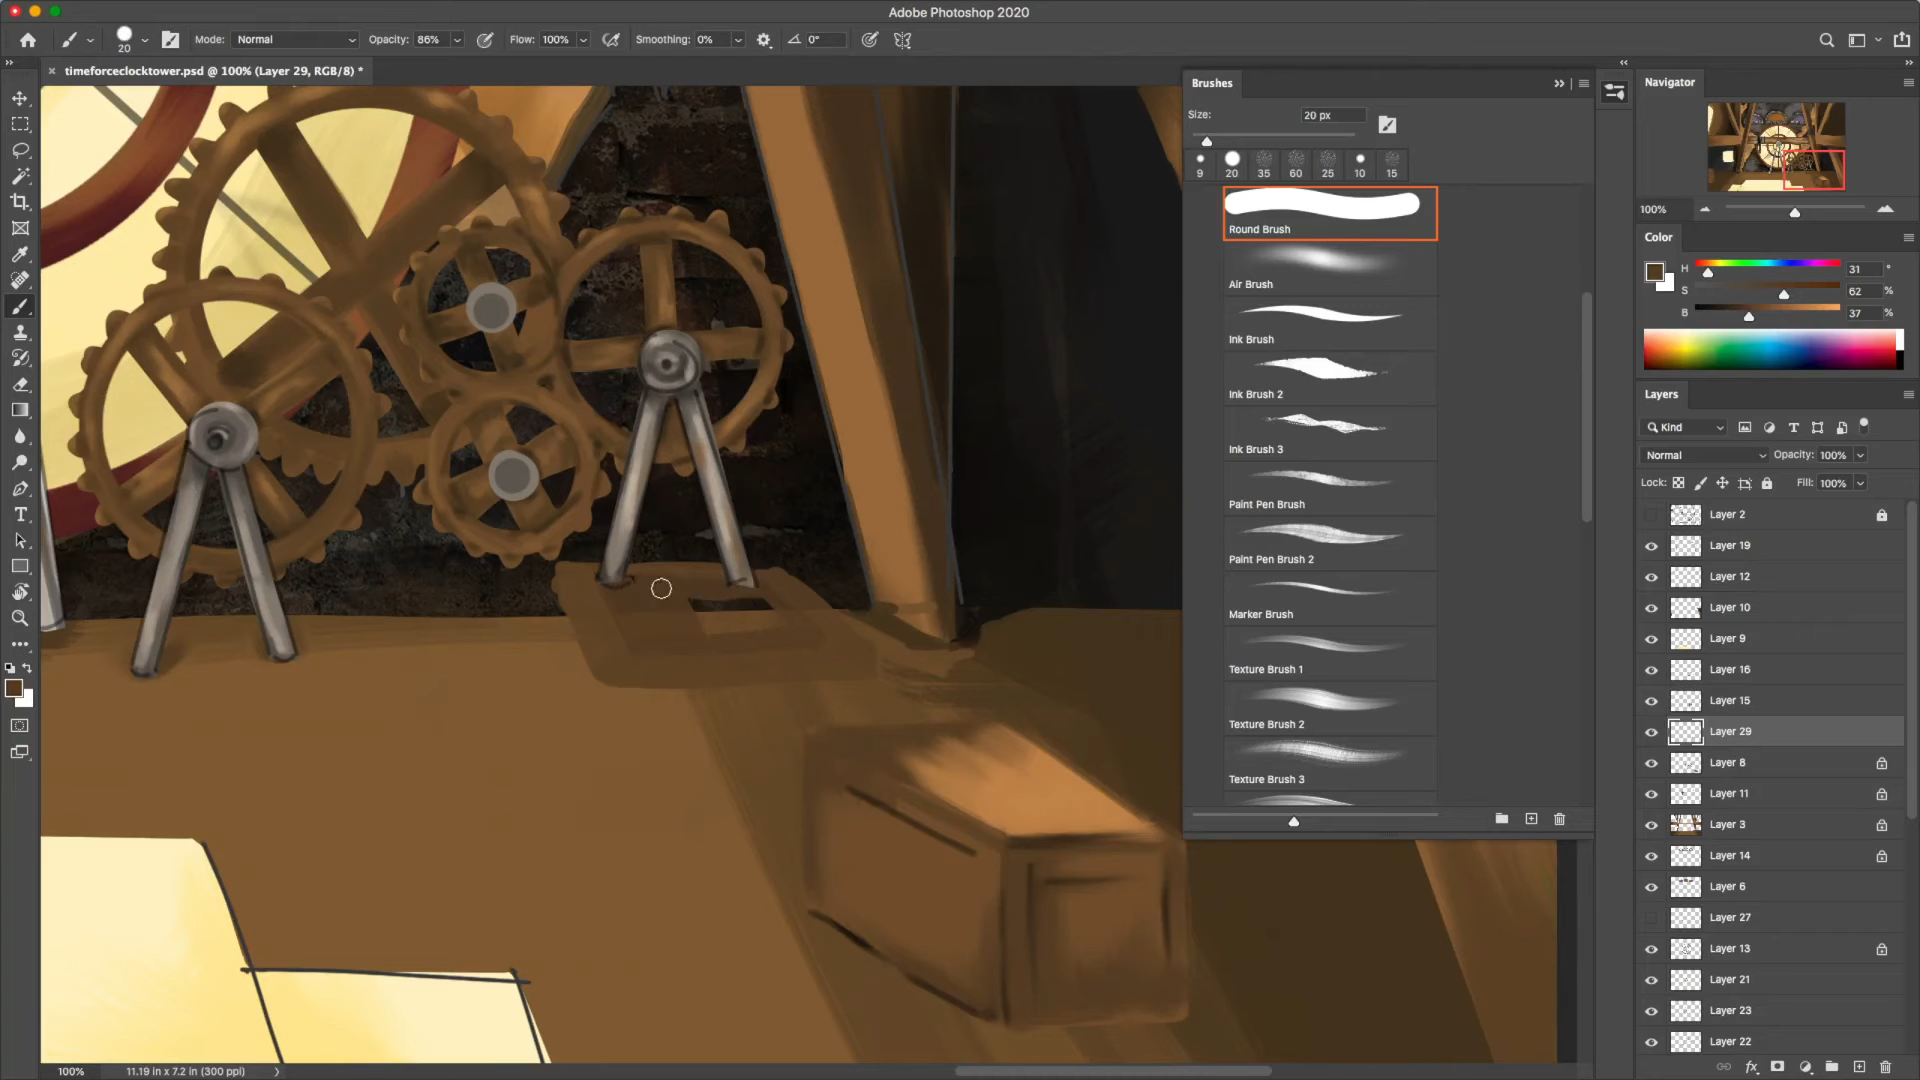 Adobe Photoshop 2020
20
Mode: Normal
Opacity: 86%
Flow: 100%
Smoothing: 0%
0°
timeforceclocktower.psd @ 100% (Layer 29, RGB/8) *
Brushes
Size:
20 px
9 20 35 60 25 10 15
Round Brush
Air Brush
Ink Brush
Ink Brush 2
Ink Brush 3
Paint Pen Brush
Paint Pen Brush 2
Marker Brush
Texture Brush 1
Texture Brush 2
Texture Brush 3
Navigator
100%
Color
H 31 °
S 62 %
B 37 %
Layers
Kind
Normal
Opacity: 100%
Lock:
Fill: 100%
Layer 2
Layer 19
Layer 12
Layer 10
Layer 9
Layer 16
Layer 15
Layer 29
Layer 8
Layer 11
Layer 3
Layer 14
Layer 6
Layer 27
Layer 13
Layer 21
Layer 23
Layer 22
fx
100%
11.19 in x 7.2 in (300 ppi)